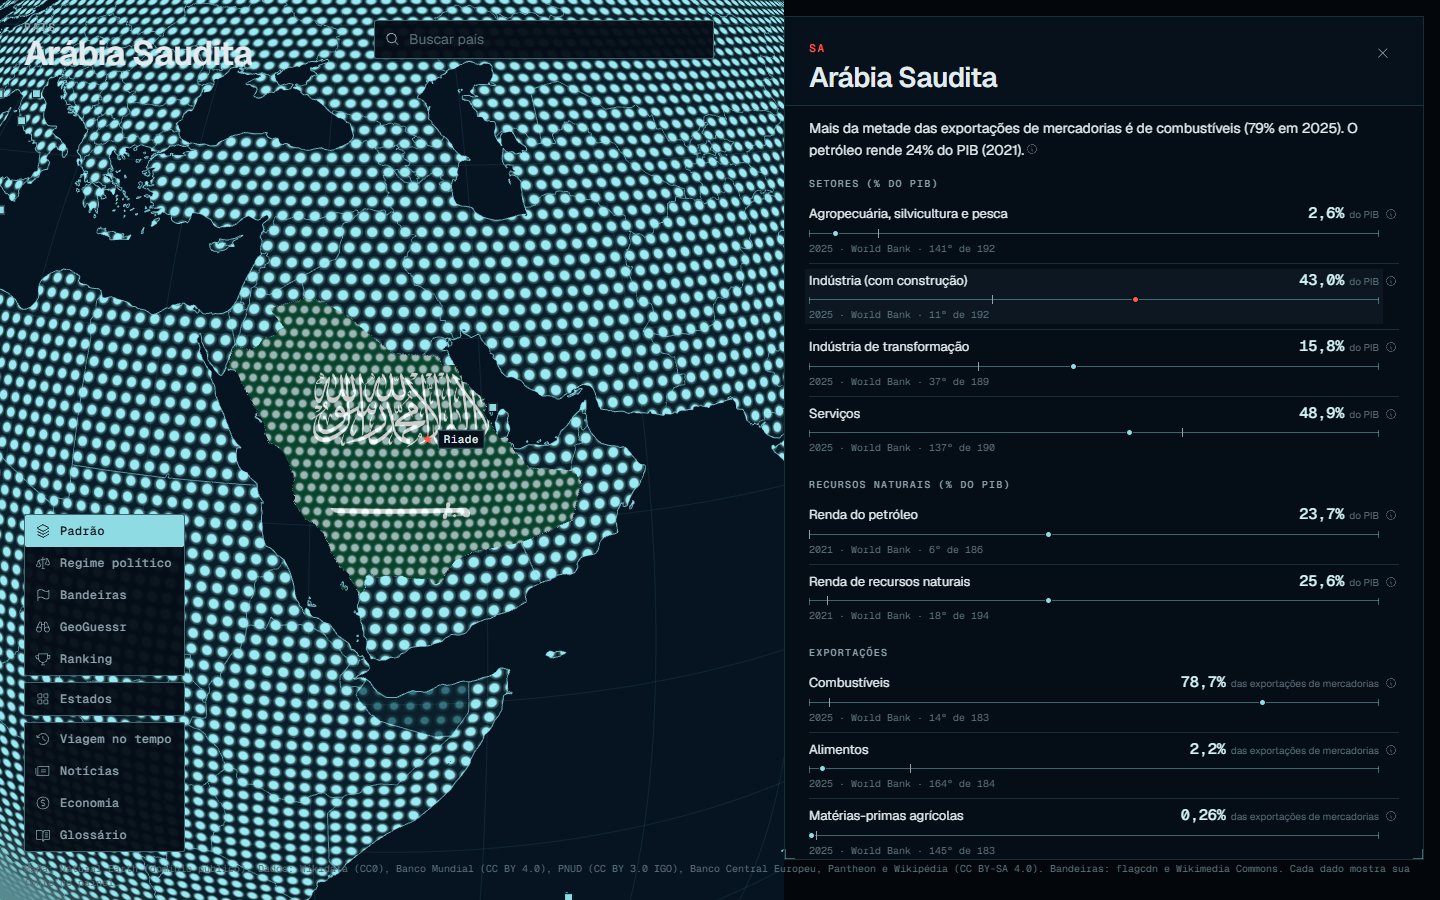 Arábia Saudita
Buscar país
Riade
Padrão
Regime político
Bandeiras
GeoGuessr
Ranking
Estados
Viagem no tempo
Notícias
Economia
Glossário
SA
Arábia Saudita
Mais da metade das exportações de mercadorias é de combustíveis (79% em 2025). O
petróleo rende 24% do PIB (2021).
SETORES (% DO PIB)
Agropecuária, silvicultura e pesca 2,6% do PIB
2025 · World Bank · 141º de 192
Indústria (com construção) 43,0% do PIB
2025 · World Bank · 11º de 192
Indústria de transformação 15,8% do PIB
2025 · World Bank · 37º de 189
Serviços 48,9% do PIB
2025 · World Bank · 137º de 190
RECURSOS NATURAIS (% DO PIB)
Renda do petróleo 23,7% do PIB
2021 · World Bank · 6º de 186
Renda de recursos naturais 25,6% do PIB
2021 · World Bank · 18º de 194
EXPORTAÇÕES
Combustíveis 78,7% das exportações de mercadorias
2025 · World Bank · 14º de 183
Alimentos 2,2% das exportações de mercadorias
2025 · World Bank · 164º de 184
Matérias-primas agrícolas 0,26% das exportações de mercadorias
2025 · World Bank · 145º de 183
(CC0), Banco Mundial (CC BY 4.0), PNUD (CC BY 3.0 IGO), Banco Central Europeu, Pantheon e Wikipédia (CC BY-SA 4.0). Bandeiras: flagcdn e Wikimedia Commons. Cada dado mostra sua